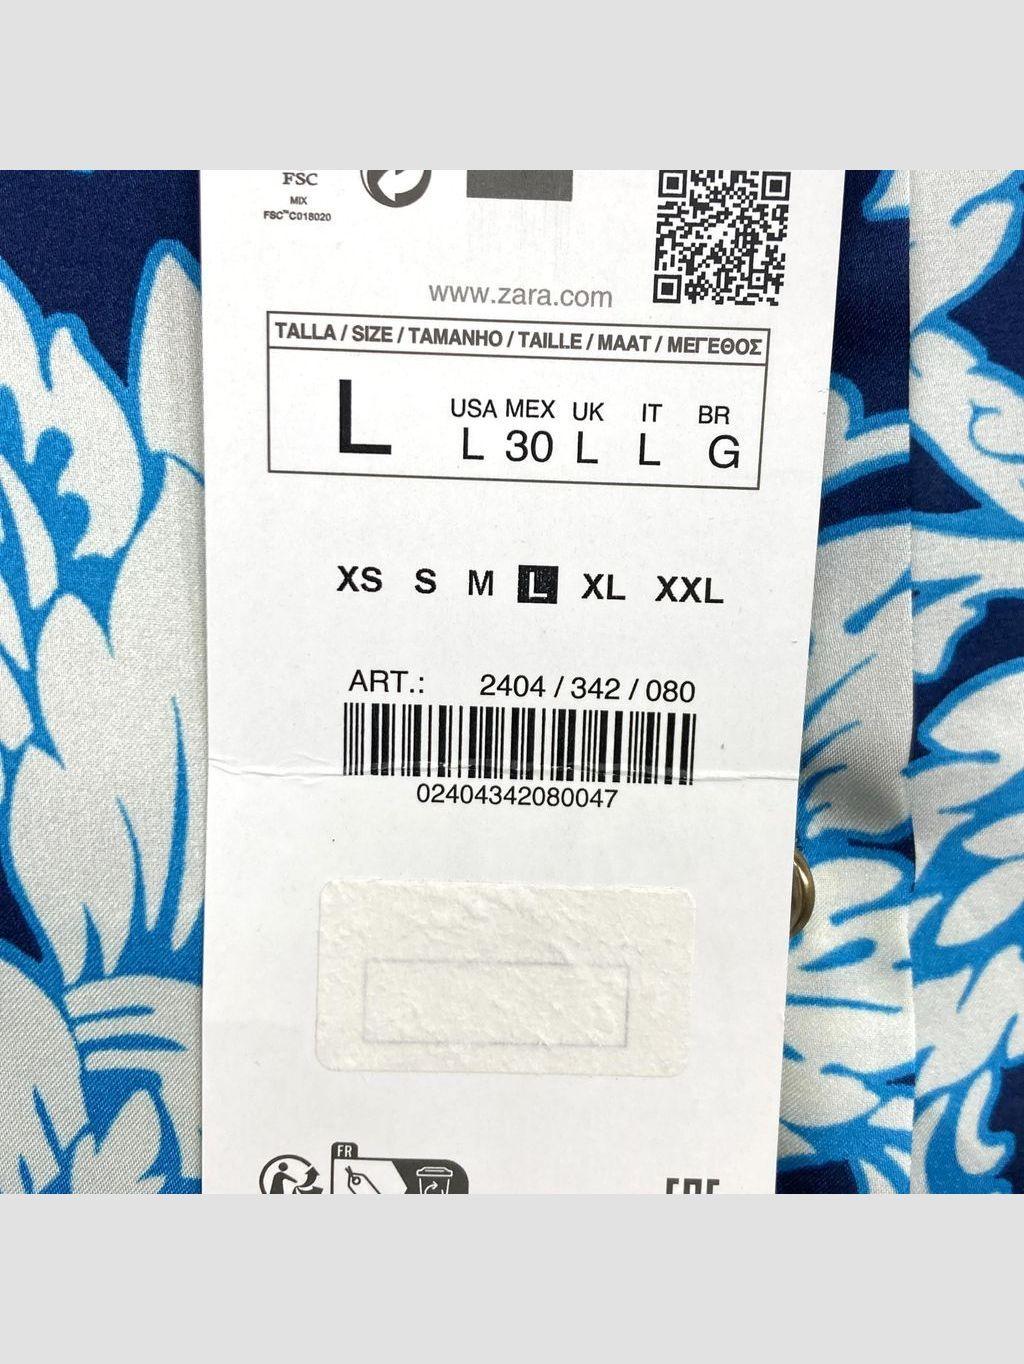 FSC
MIX
FSC™C018020
www.zara.com
TALLA / SIZE / TAMANHO / TAILLE / MAAT / ΜΕΓΕΘΟΣ
L
USA MEX UK IT BR
L 30 L L G
XS S M L XL XXL
ART.: 2404 / 342 / 080
02404342080047
FR